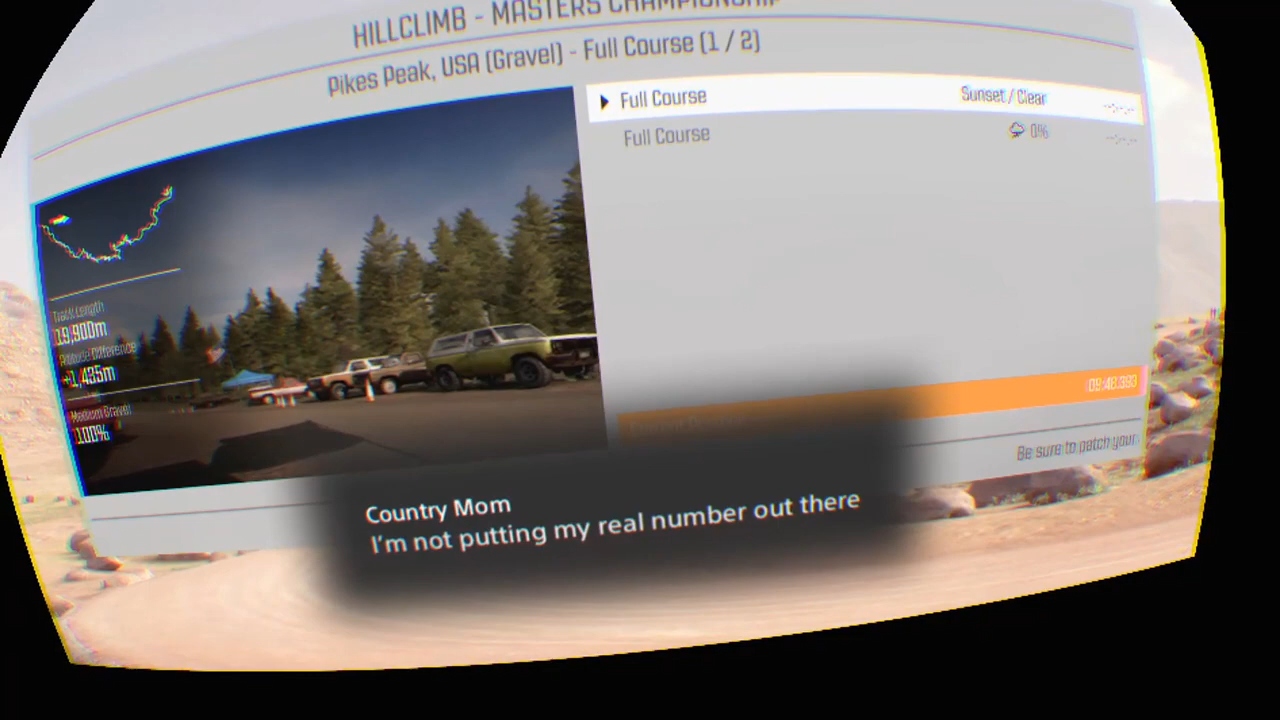 HILLCLIMB - MASTERS CHAMPIONSHIP
Pikes Peak, USA (Gravel) - Full Course (1 / 2)
Full Course Sunset / Clear --:--.---
Full Course 0% --:--.---
Track Length
19,900m
Altitude Difference
+1,435m
Medium Gravel
100%
09:48.393
Be sure to patch your
Country Mom
I'm not putting my real number out there